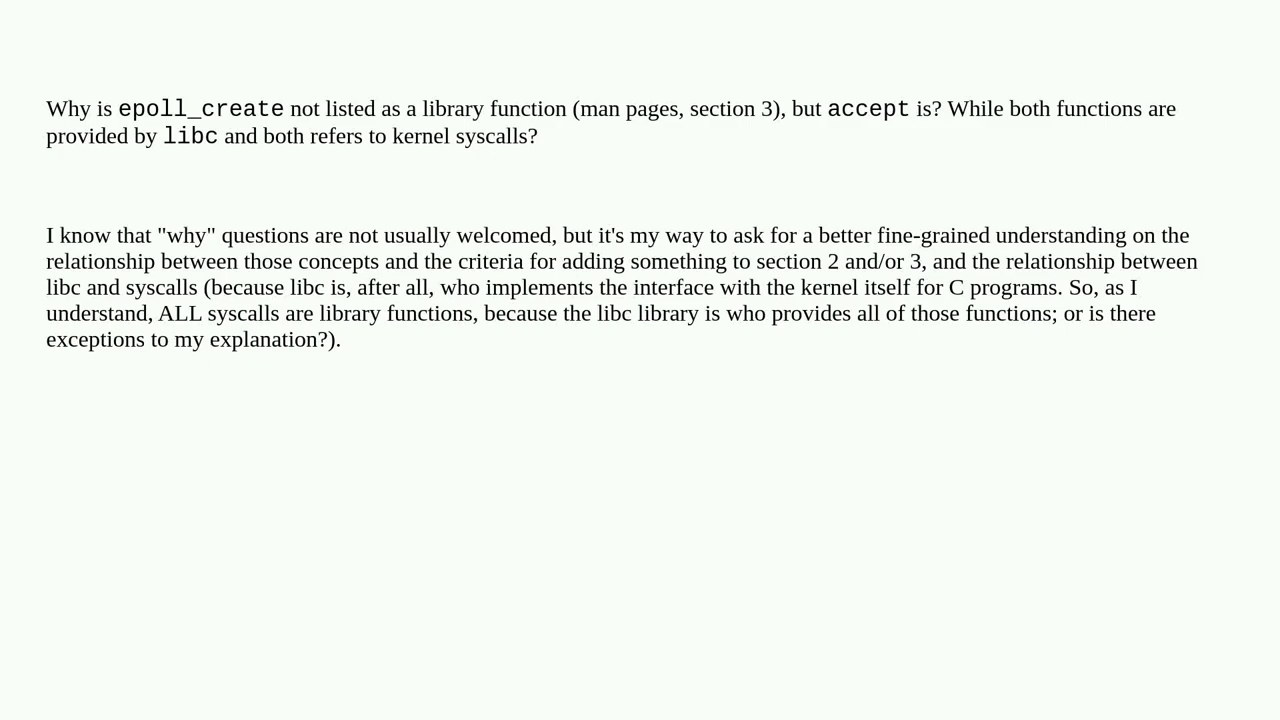 Why is epoll_create not listed as a library function (man pages, section 3), but accept is? While both functions are
provided by libc and both refers to kernel syscalls?
I know that "why" questions are not usually welcomed, but it's my way to ask for a better fine-grained understanding on the
relationship between those concepts and the criteria for adding something to section 2 and/or 3, and the relationship between
libc and syscalls (because libc is, after all, who implements the interface with the kernel itself for C programs. So, as I
understand, ALL syscalls are library functions, because the libc library is who provides all of those functions; or is there
exceptions to my explanation?).